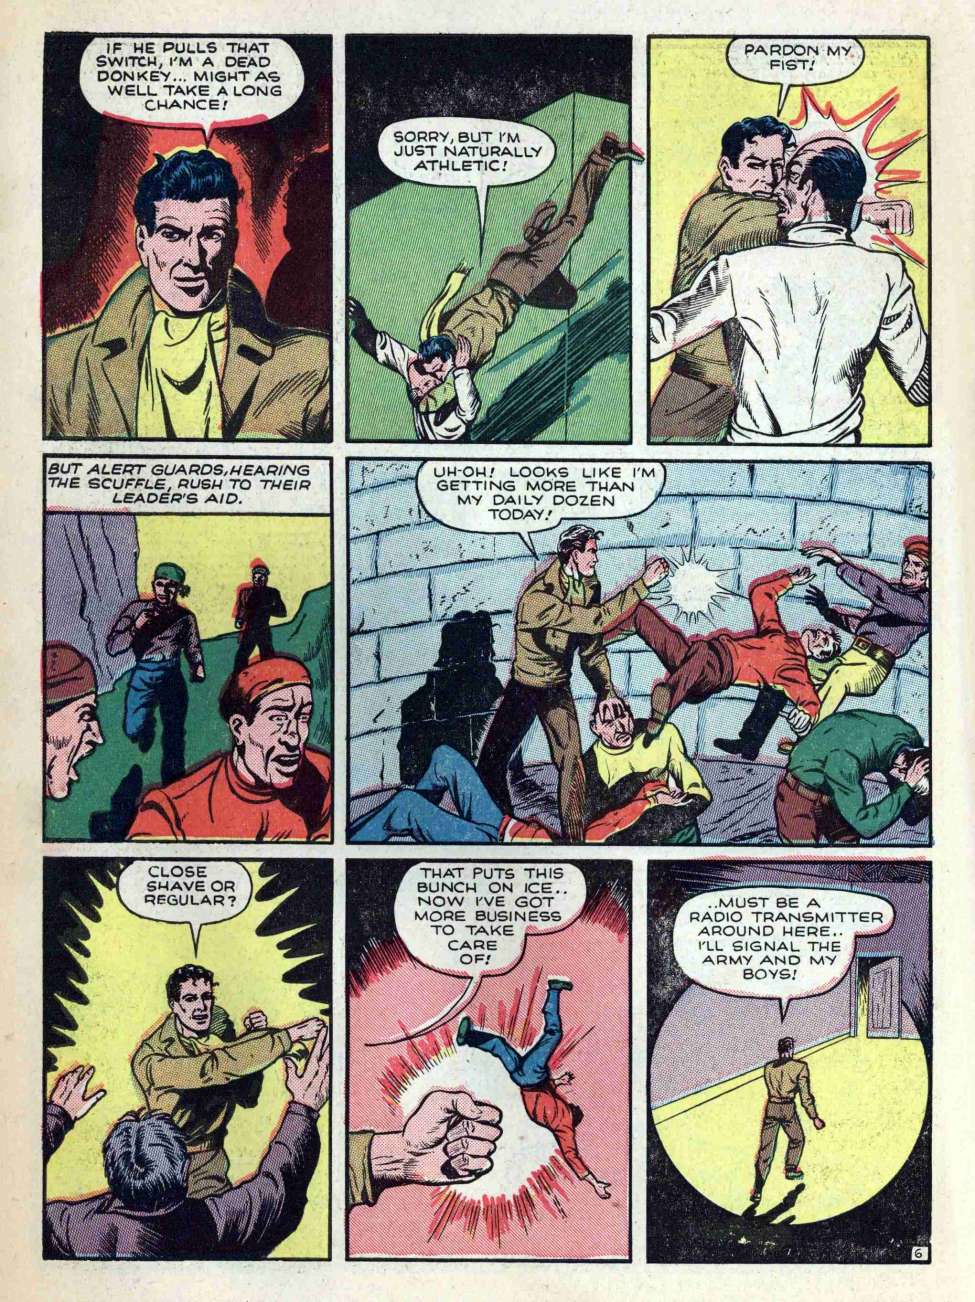 IF HE PULLS THAT
SWITCH, I'M A DEAD
DONKEY... MIGHT AS
WELL TAKE A LONG
CHANCE!
SORRY, BUT I'M
JUST NATURALLY
ATHLETIC!
PARDON MY
FIST!
BUT ALERT GUARDS, HEARING
THE SCUFFLE, RUSH TO THEIR
LEADER'S AID.
UH-OH! LOOKS LIKE I'M
GETTING MORE THAN
MY DAILY DOZEN
TODAY!
CLOSE
SHAVE OR
REGULAR?
THAT PUTS THIS
BUNCH ON ICE..
NOW I'VE GOT
MORE BUSINESS
TO TAKE
CARE
OF!
..MUST BE A
RADIO TRANSMITTER
AROUND HERE..
I'LL SIGNAL THE
ARMY AND MY
BOYS!
6